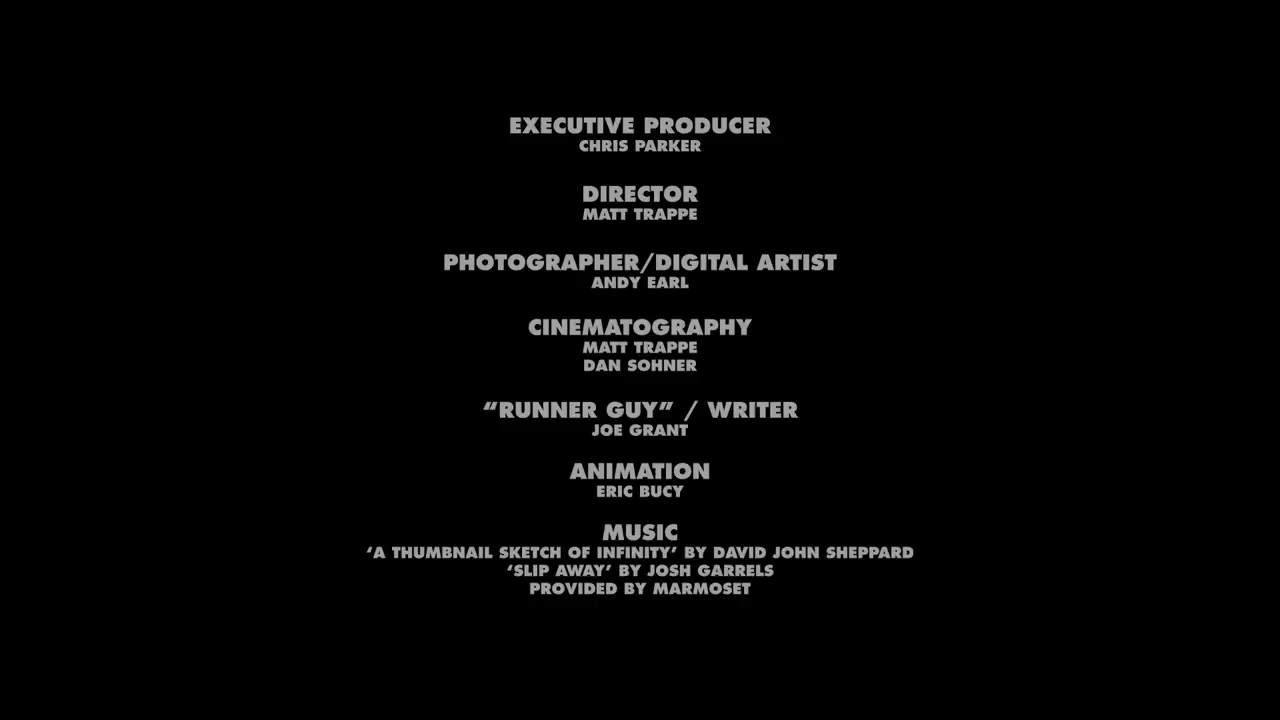 EXECUTIVE PRODUCER
CHRIS PARKER
DIRECTOR
MATT TRAPPE
PHOTOGRAPHER/DIGITAL ARTIST
ANDY EARL
CINEMATOGRAPHY
MATT TRAPPE
DAN SOHNER
“RUNNER GUY” / WRITER
JOE GRANT
ANIMATION
ERIC BUCY
MUSIC
‘A THUMBNAIL SKETCH OF INFINITY’ BY DAVID JOHN SHEPPARD
‘SLIP AWAY’ BY JOSH GARRELS
PROVIDED BY MARMOSET